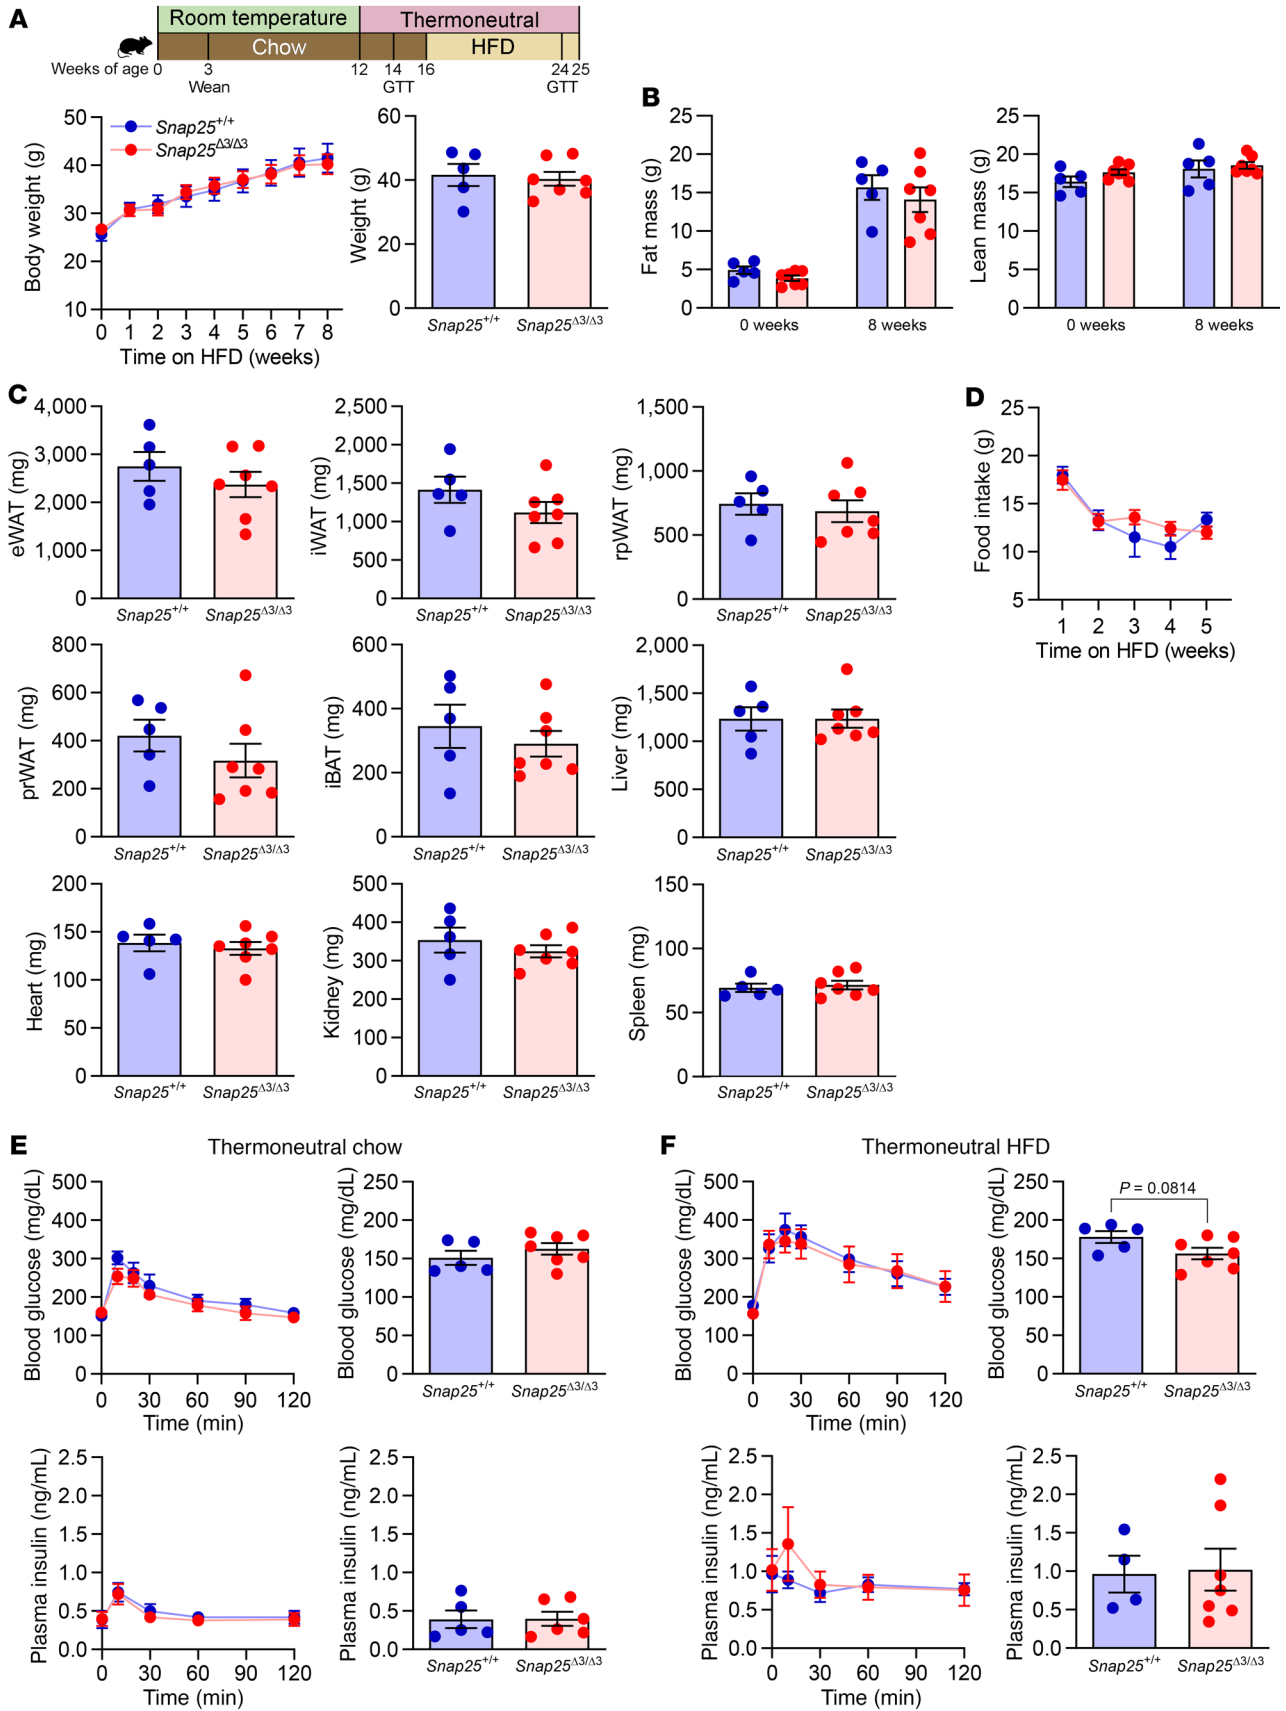 A
Room temperature Thermoneutral
Chow HFD
Weeks of age 0 3 12 14 16 24 25
Wean GTT GTT
Snap25+/+
Snap25Δ3/Δ3
Body weight (g)
50
40
30
20
10
0 1 2 3 4 5 6 7 8
Time on HFD (weeks)
Weight (g)
60
40
20
0
Snap25+/+ Snap25Δ3/Δ3
B
Fat mass (g)
25
20
15
10
5
0
0 weeks 8 weeks
Lean mass (g)
25
20
15
10
5
0
0 weeks 8 weeks
C
eWAT (mg)
4,000
3,000
2,000
1,000
0
Snap25+/+ Snap25Δ3/Δ3
iWAT (mg)
2,500
2,000
1,500
1,000
500
0
Snap25+/+ Snap25Δ3/Δ3
rpWAT (mg)
1,500
1,000
500
0
Snap25+/+ Snap25Δ3/Δ3
D
Food intake (g)
25
20
15
10
5
1 2 3 4 5
Time on HFD (weeks)
prWAT (mg)
800
600
400
200
0
Snap25+/+ Snap25Δ3/Δ3
iBAT (mg)
600
400
200
0
Snap25+/+ Snap25Δ3/Δ3
Liver (mg)
2,000
1,500
1,000
500
0
Snap25+/+ Snap25Δ3/Δ3
Heart (mg)
200
150
100
50
0
Snap25+/+ Snap25Δ3/Δ3
Kidney (mg)
500
400
300
200
100
0
Snap25+/+ Snap25Δ3/Δ3
Spleen (mg)
150
100
50
0
Snap25+/+ Snap25Δ3/Δ3
E
Thermoneutral chow
Blood glucose (mg/dL)
500
400
300
200
100
0
0 30 60 90 120
Time (min)
Blood glucose (mg/dL)
250
200
150
100
50
0
Snap25+/+ Snap25Δ3/Δ3
Plasma insulin (ng/mL)
2.5
2.0
1.5
1.0
0.5
0.0
0 30 60 90 120
Time (min)
Plasma insulin (ng/mL)
2.5
2.0
1.5
1.0
0.5
0.0
Snap25+/+ Snap25Δ3/Δ3
F
Thermoneutral HFD
Blood glucose (mg/dL)
500
400
300
200
100
0
0 30 60 90 120
Time (min)
Blood glucose (mg/dL)
250
200
150
100
50
0
P = 0.0814
Snap25+/+ Snap25Δ3/Δ3
Plasma insulin (ng/mL)
2.5
2.0
1.5
1.0
0.5
0.0
0 30 60 90 120
Time (min)
Plasma insulin (ng/mL)
2.5
2.0
1.5
1.0
0.5
0.0
Snap25+/+ Snap25Δ3/Δ3